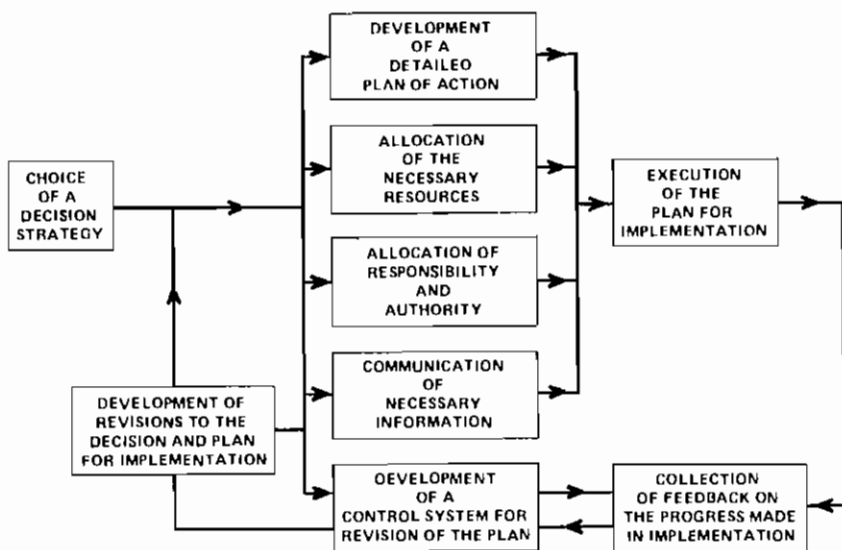 DEVELOPMENT
OF A
DETAILEO
PLAN OF ACTION
ALLOCATION
OF THE
NECESSARY
RESOURCES
CHOICE
OF A
DECISION
STRATEGY
EXECUTION
OF THE
PLAN FOR
IMPLEMENTATION
ALLOCATION OF
RESPONSIBILITY
AND
AUTHORITY
COMMUNICATION
OF
NECESSARY
INFORMATION
DEVELOPMENT OF
REVISIONS TO THE
DECISION AND PLAN
FOR IMPLEMENTATION
OEVELOPMENT
OF A
CONTROL SYSTEM FOR
REVISION OF THE PLAN
COLLECTION
OF FEEDBACK ON
THE PROGRESS MADE
IN IMPLEMENTATION